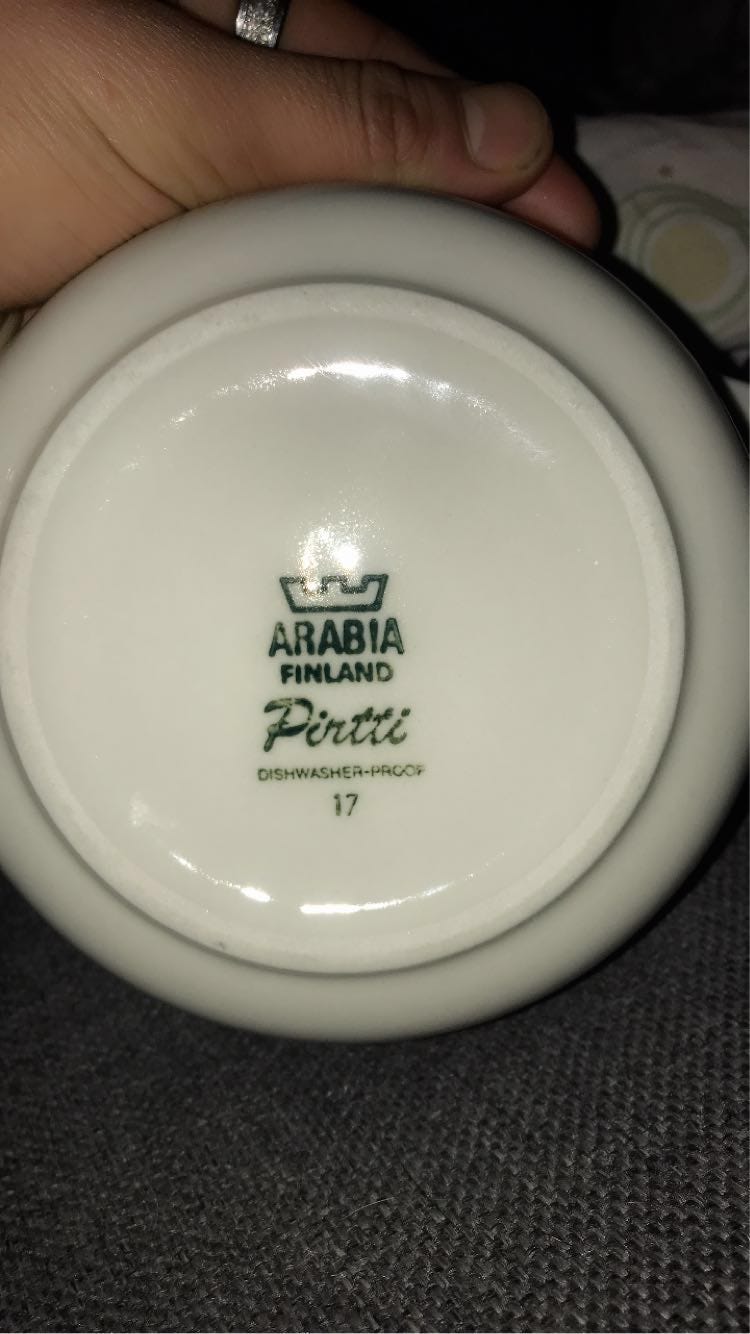 ARABIA
FINLAND
Pirtti
DISHWASHER-PROOF
17